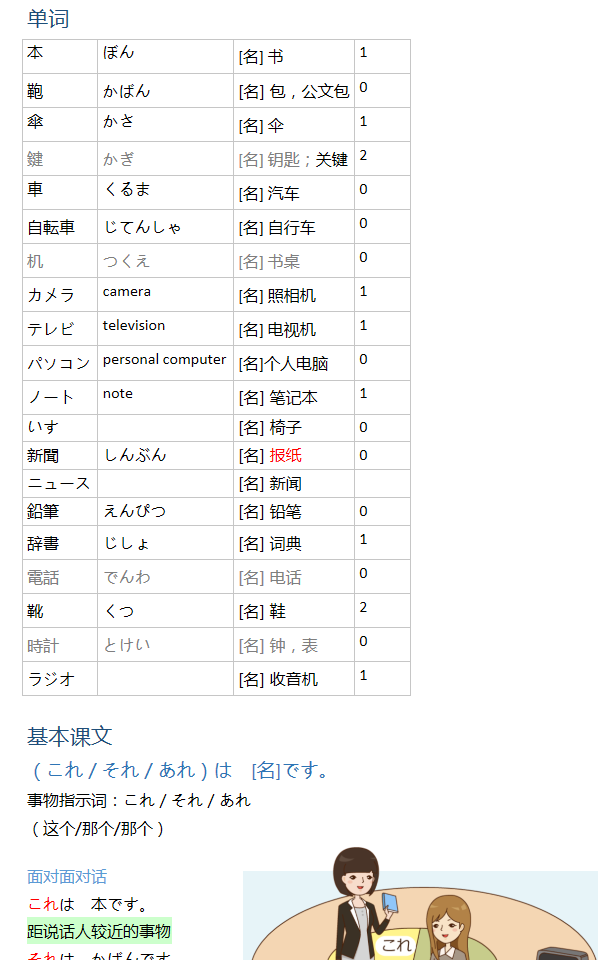 单词
本 ぼん [名] 书 1
鞄 かばん [名] 包，公文包 0
傘 かさ [名] 伞 1
鍵 かぎ [名] 钥匙；关键 2
車 くるま [名] 汽车 0
自転車 じてんしゃ [名] 自行车 0
机 つくえ [名] 书桌 0
カメラ camera [名] 照相机 1
テレビ television [名] 电视机 1
パソコン personal computer [名]个人电脑 0
ノート note [名] 笔记本 1
いす [名] 椅子 0
新聞 しんぶん [名] 报纸 0
ニュース [名] 新闻
鉛筆 えんぴつ [名] 铅笔 0
辞書 じしょ [名] 词典 1
電話 でんわ [名] 电话 0
靴 くつ [名] 鞋 2
時計 とけい [名] 钟，表 0
ラジオ [名] 收音机 1
基本课文
（これ / それ / あれ）は　[名]です。
事物指示词：これ / それ / あれ
（这个/那个/那个）
面对面对话
これは　本です。
距说话人较近的事物
それは　かばんです
これ